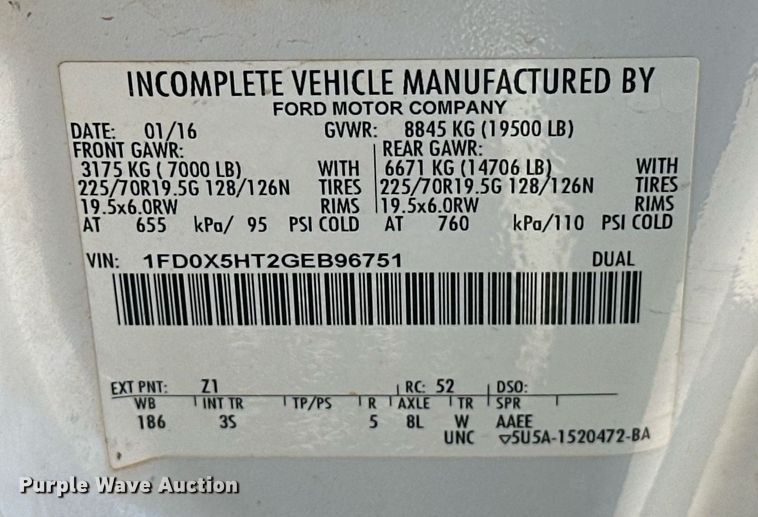 INCOMPLETE VEHICLE MANUFACTURED BY
FORD MOTOR COMPANY
DATE: 01/16 GVWR: 8845 KG (19500 LB)
FRONT GAWR: REAR GAWR:
3175 KG ( 7000 LB) WITH 6671 KG (14706 LB) WITH
225/70R19.5G 128/126N TIRES 225/70R19.5G 128/126N TIRES
19.5x6.0RW RIMS 19.5x6.0RW RIMS
AT 655 kPa/ 95 PSI COLD AT 760 kPa/110 PSI COLD
VIN: 1FD0X5HT2GEB96751 DUAL
EXT PNT: Z1 RC: 52 DSO:
WB INT TR TP/PS R AXLE TR SPR
186 3S 5 8L W AAEE
UNC ▽5U5A-1520472-BA
Purple Wave Auction